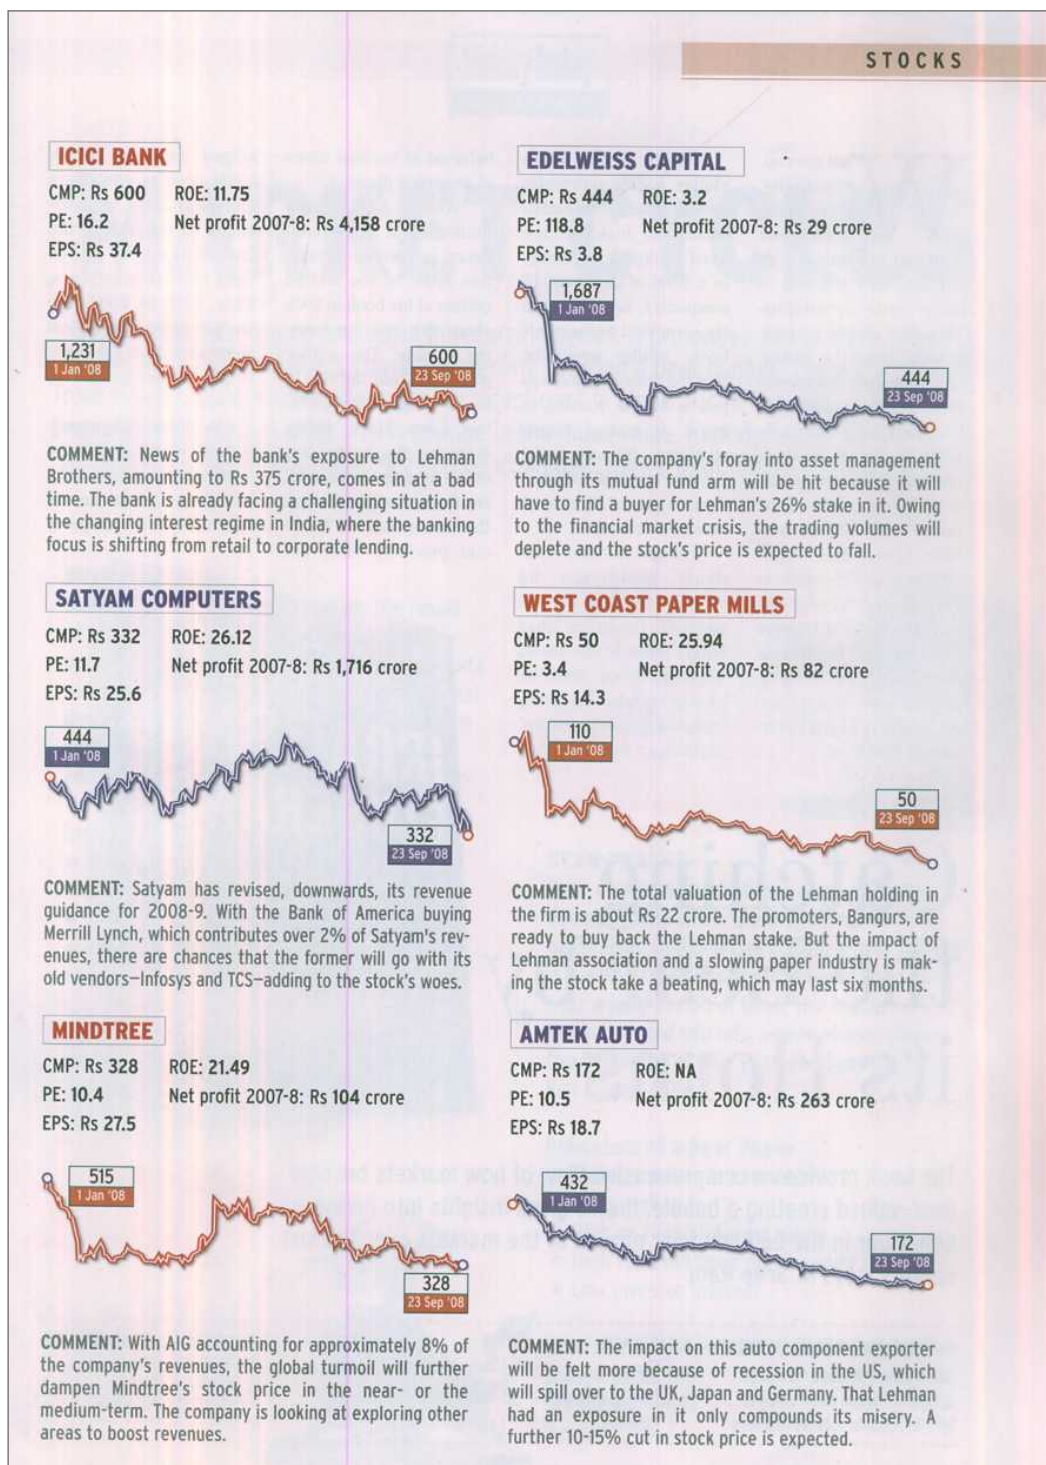 STOCKS
ICICI BANK
CMP: Rs 600 ROE: 11.75
PE: 16.2 Net profit 2007-8: Rs 4,158 crore
EPS: Rs 37.4
1,231
1 Jan '08
600
23 Sep '08
COMMENT: News of the bank's exposure to Lehman
Brothers, amounting to Rs 375 crore, comes in at a bad
time. The bank is already facing a challenging situation in
the changing interest regime in India, where the banking
focus is shifting from retail to corporate lending.
EDELWEISS CAPITAL
CMP: Rs 444 ROE: 3.2
PE: 118.8 Net profit 2007-8: Rs 29 crore
EPS: Rs 3.8
1,687
1 Jan '08
444
23 Sep '08
COMMENT: The company's foray into asset management
through its mutual fund arm will be hit because it will
have to find a buyer for Lehman's 26% stake in it. Owing
to the financial market crisis, the trading volumes will
deplete and the stock's price is expected to fall.
SATYAM COMPUTERS
CMP: Rs 332 ROE: 26.12
PE: 11.7 Net profit 2007-8: Rs 1,716 crore
EPS: Rs 25.6
444
1 Jan '08
332
23 Sep '08
COMMENT: Satyam has revised, downwards, its revenue
guidance for 2008-9. With the Bank of America buying
Merrill Lynch, which contributes over 2% of Satyam's rev-
enues, there are chances that the former will go with its
old vendors—Infosys and TCS—adding to the stock's woes.
WEST COAST PAPER MILLS
CMP: Rs 50 ROE: 25.94
PE: 3.4 Net profit 2007-8: Rs 82 crore
EPS: Rs 14.3
110
1 Jan '08
50
23 Sep '08
COMMENT: The total valuation of the Lehman holding in
the firm is about Rs 22 crore. The promoters, Bangurs, are
ready to buy back the Lehman stake. But the impact of
Lehman association and a slowing paper industry is mak-
ing the stock take a beating, which may last six months.
MINDTREE
CMP: Rs 328 ROE: 21.49
PE: 10.4 Net profit 2007-8: Rs 104 crore
EPS: Rs 27.5
515
1 Jan '08
328
23 Sep '08
COMMENT: With AIG accounting for approximately 8% of
the company's revenues, the global turmoil will further
dampen Mindtree's stock price in the near- or the
medium-term. The company is looking at exploring other
areas to boost revenues.
AMTEK AUTO
CMP: Rs 172 ROE: NA
PE: 10.5 Net profit 2007-8: Rs 263 crore
EPS: Rs 18.7
432
1 Jan '08
172
23 Sep '08
COMMENT: The impact on this auto component exporter
will be felt more because of recession in the US, which
will spill over to the UK, Japan and Germany. That Lehman
had an exposure in it only compounds its misery. A
further 10-15% cut in stock price is expected.